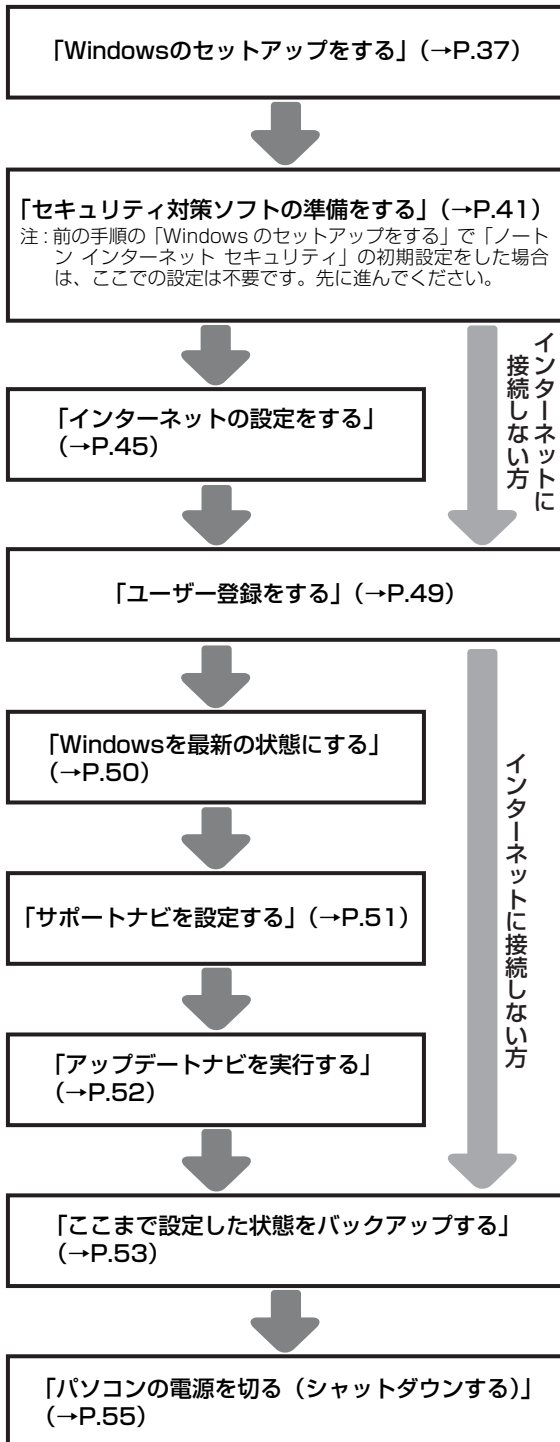 「Windowsのセットアップをする」（→P.37）
「セキュリティ対策ソフトの準備をする」（→P.41）
注：前の手順の「Windows のセットアップをする」で「ノート
ン インターネット セキュリティ」の初期設定をした場合
は、ここでの設定は不要です。先に進んでください。
インターネットに
接続しない方
「インターネットの設定をする」
（→P.45）
「ユーザー登録をする」（→P.49）
「Windowsを最新の状態にする」
（→P.50）
インターネットに接続しない方
「サポートナビを設定する」（→P.51）
「アップデートナビを実行する」
（→P.52）
「ここまで設定した状態をバックアップする」
（→P.53）
「パソコンの電源を切る（シャットダウンする）」
（→P.55）